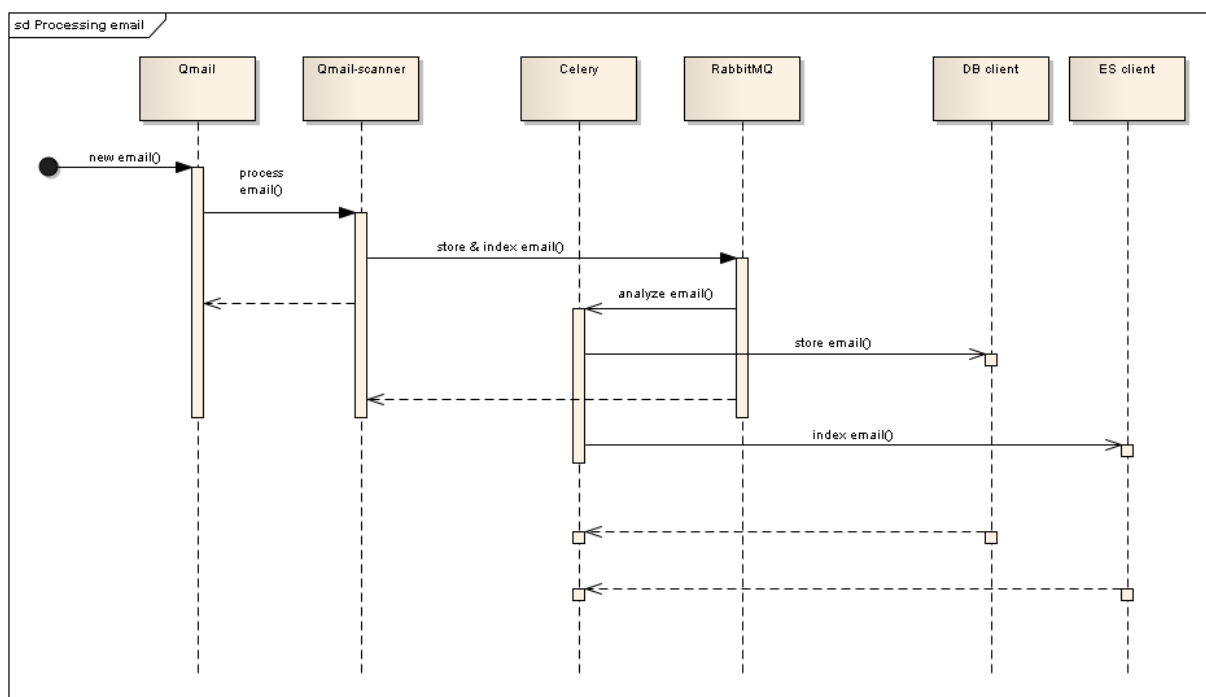 sd Processing email
Qmail
Qmail-scanner
Celery
RabbitMQ
DB client
ES client
new email()
process
email()
store & index email()
analyze email()
store email()
index email()